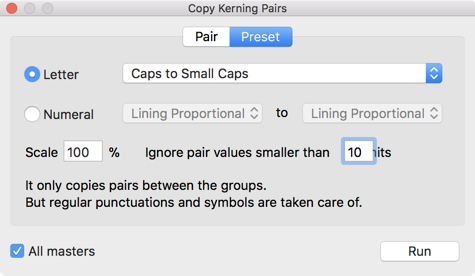 Copy Kerning Pairs
Pair Preset
Letter Caps to Small Caps
Numeral Lining Proportional to Lining Proportional
Scale 100 % Ignore pair values smaller than 10 nits
It only copies pairs between the groups.
But regular punctuations and symbols are taken care of.
All masters Run